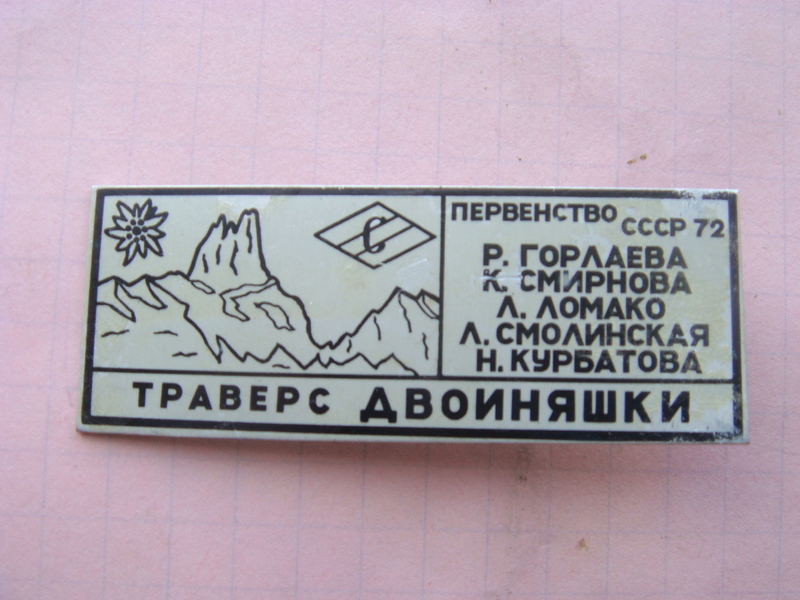 С
ПЕРВЕНСТВО СССР 72
Р. ГОРЛАЕВА
К. СМИРНОВА
Л. ЛОМАКО
Л. СМОЛИНСКАЯ
Н. КУРБАТОВА
ТРАВЕРС ДВОИНЯШКИ